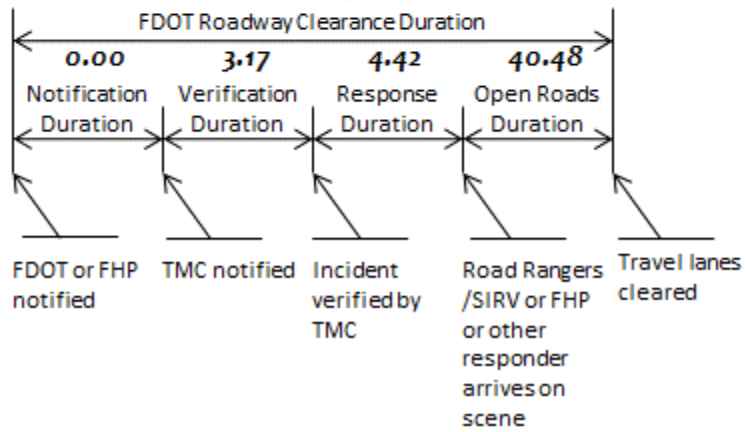 FDOT Roadway Clearance Duration
0.00 3.17 4.42 40.48
Notification Verification Response Open Roads
Duration Duration Duration Duration
FDOT or FHP
notified
TMC notified
Incident
verified by
TMC
Road Rangers
/SIRV or FHP
or other
responder
arrives on
scene
Travel lanes
cleared